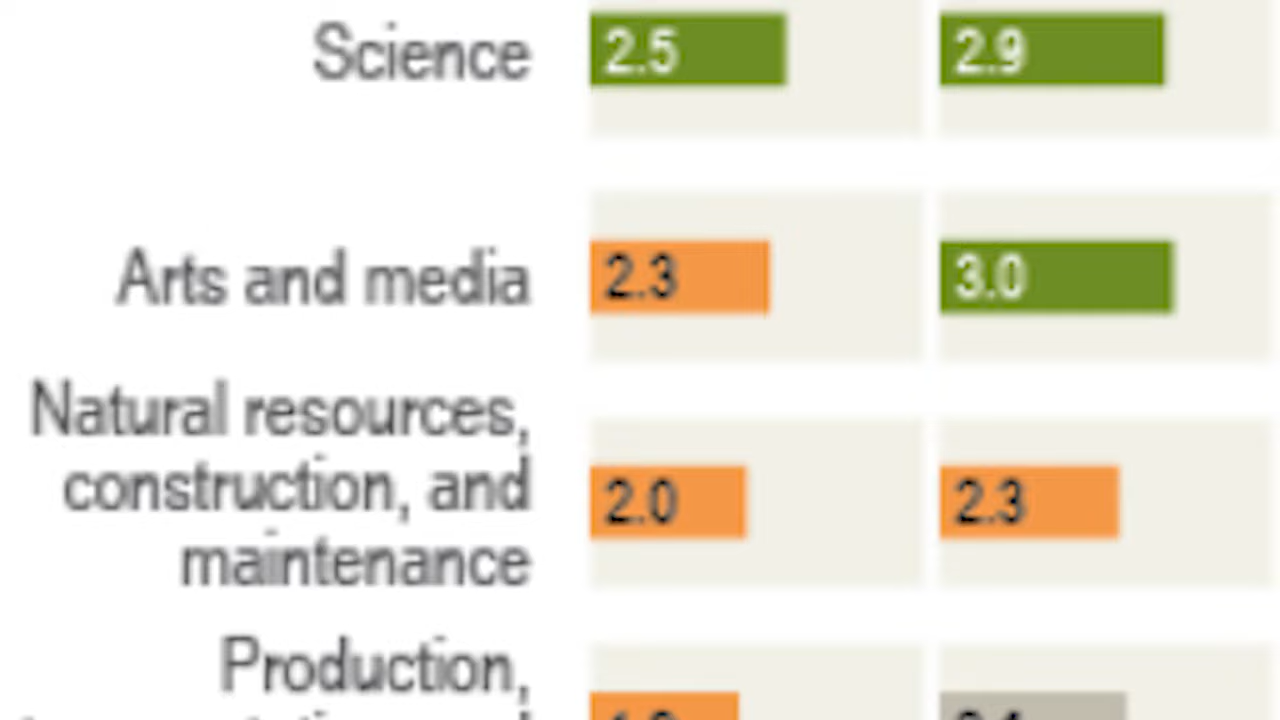 Science 2.5 2.9
Arts and media 2.3 3.0
Natural resources,
construction, and
maintenance 2.0 2.3
Production,